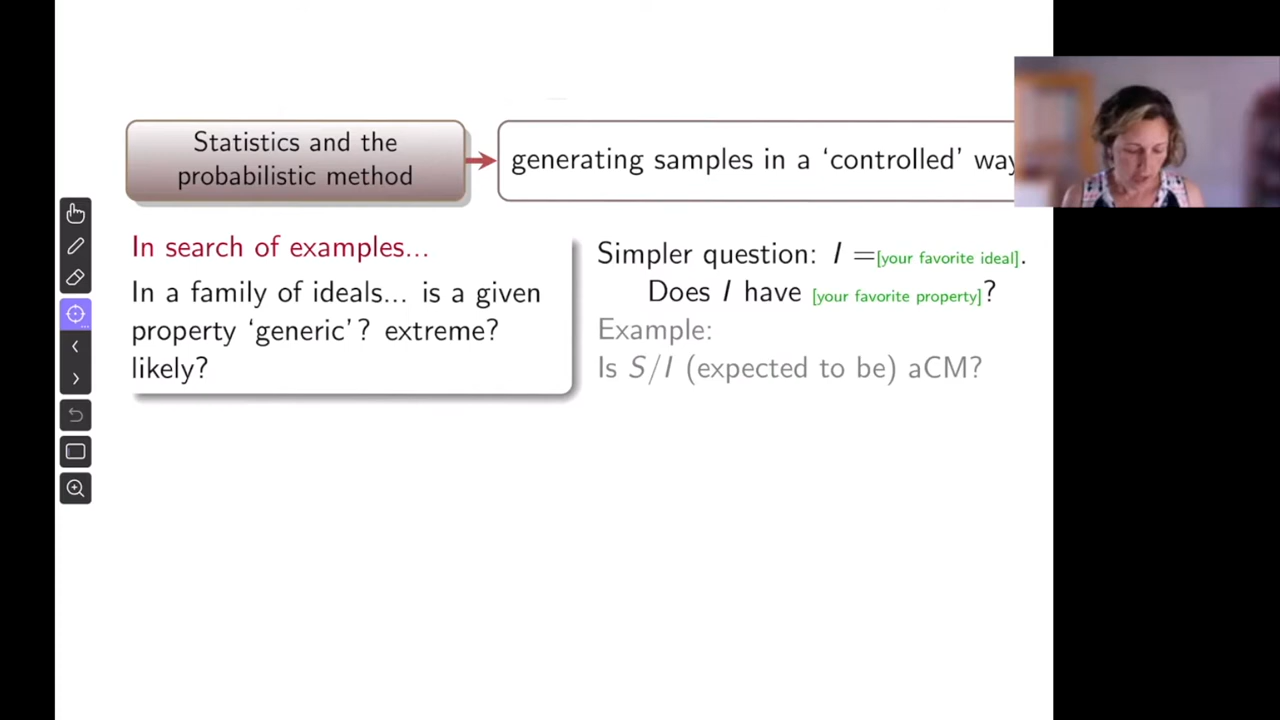 Statistics and the
probabilistic method
generating samples in a ‘controlled’ way
In search of examples...
In a family of ideals... is a given
property ‘generic’? extreme?
likely?
Simpler question: I =[your favorite ideal].
Does I have [your favorite property]?
Example:
Is S/I (expected to be) aCM?